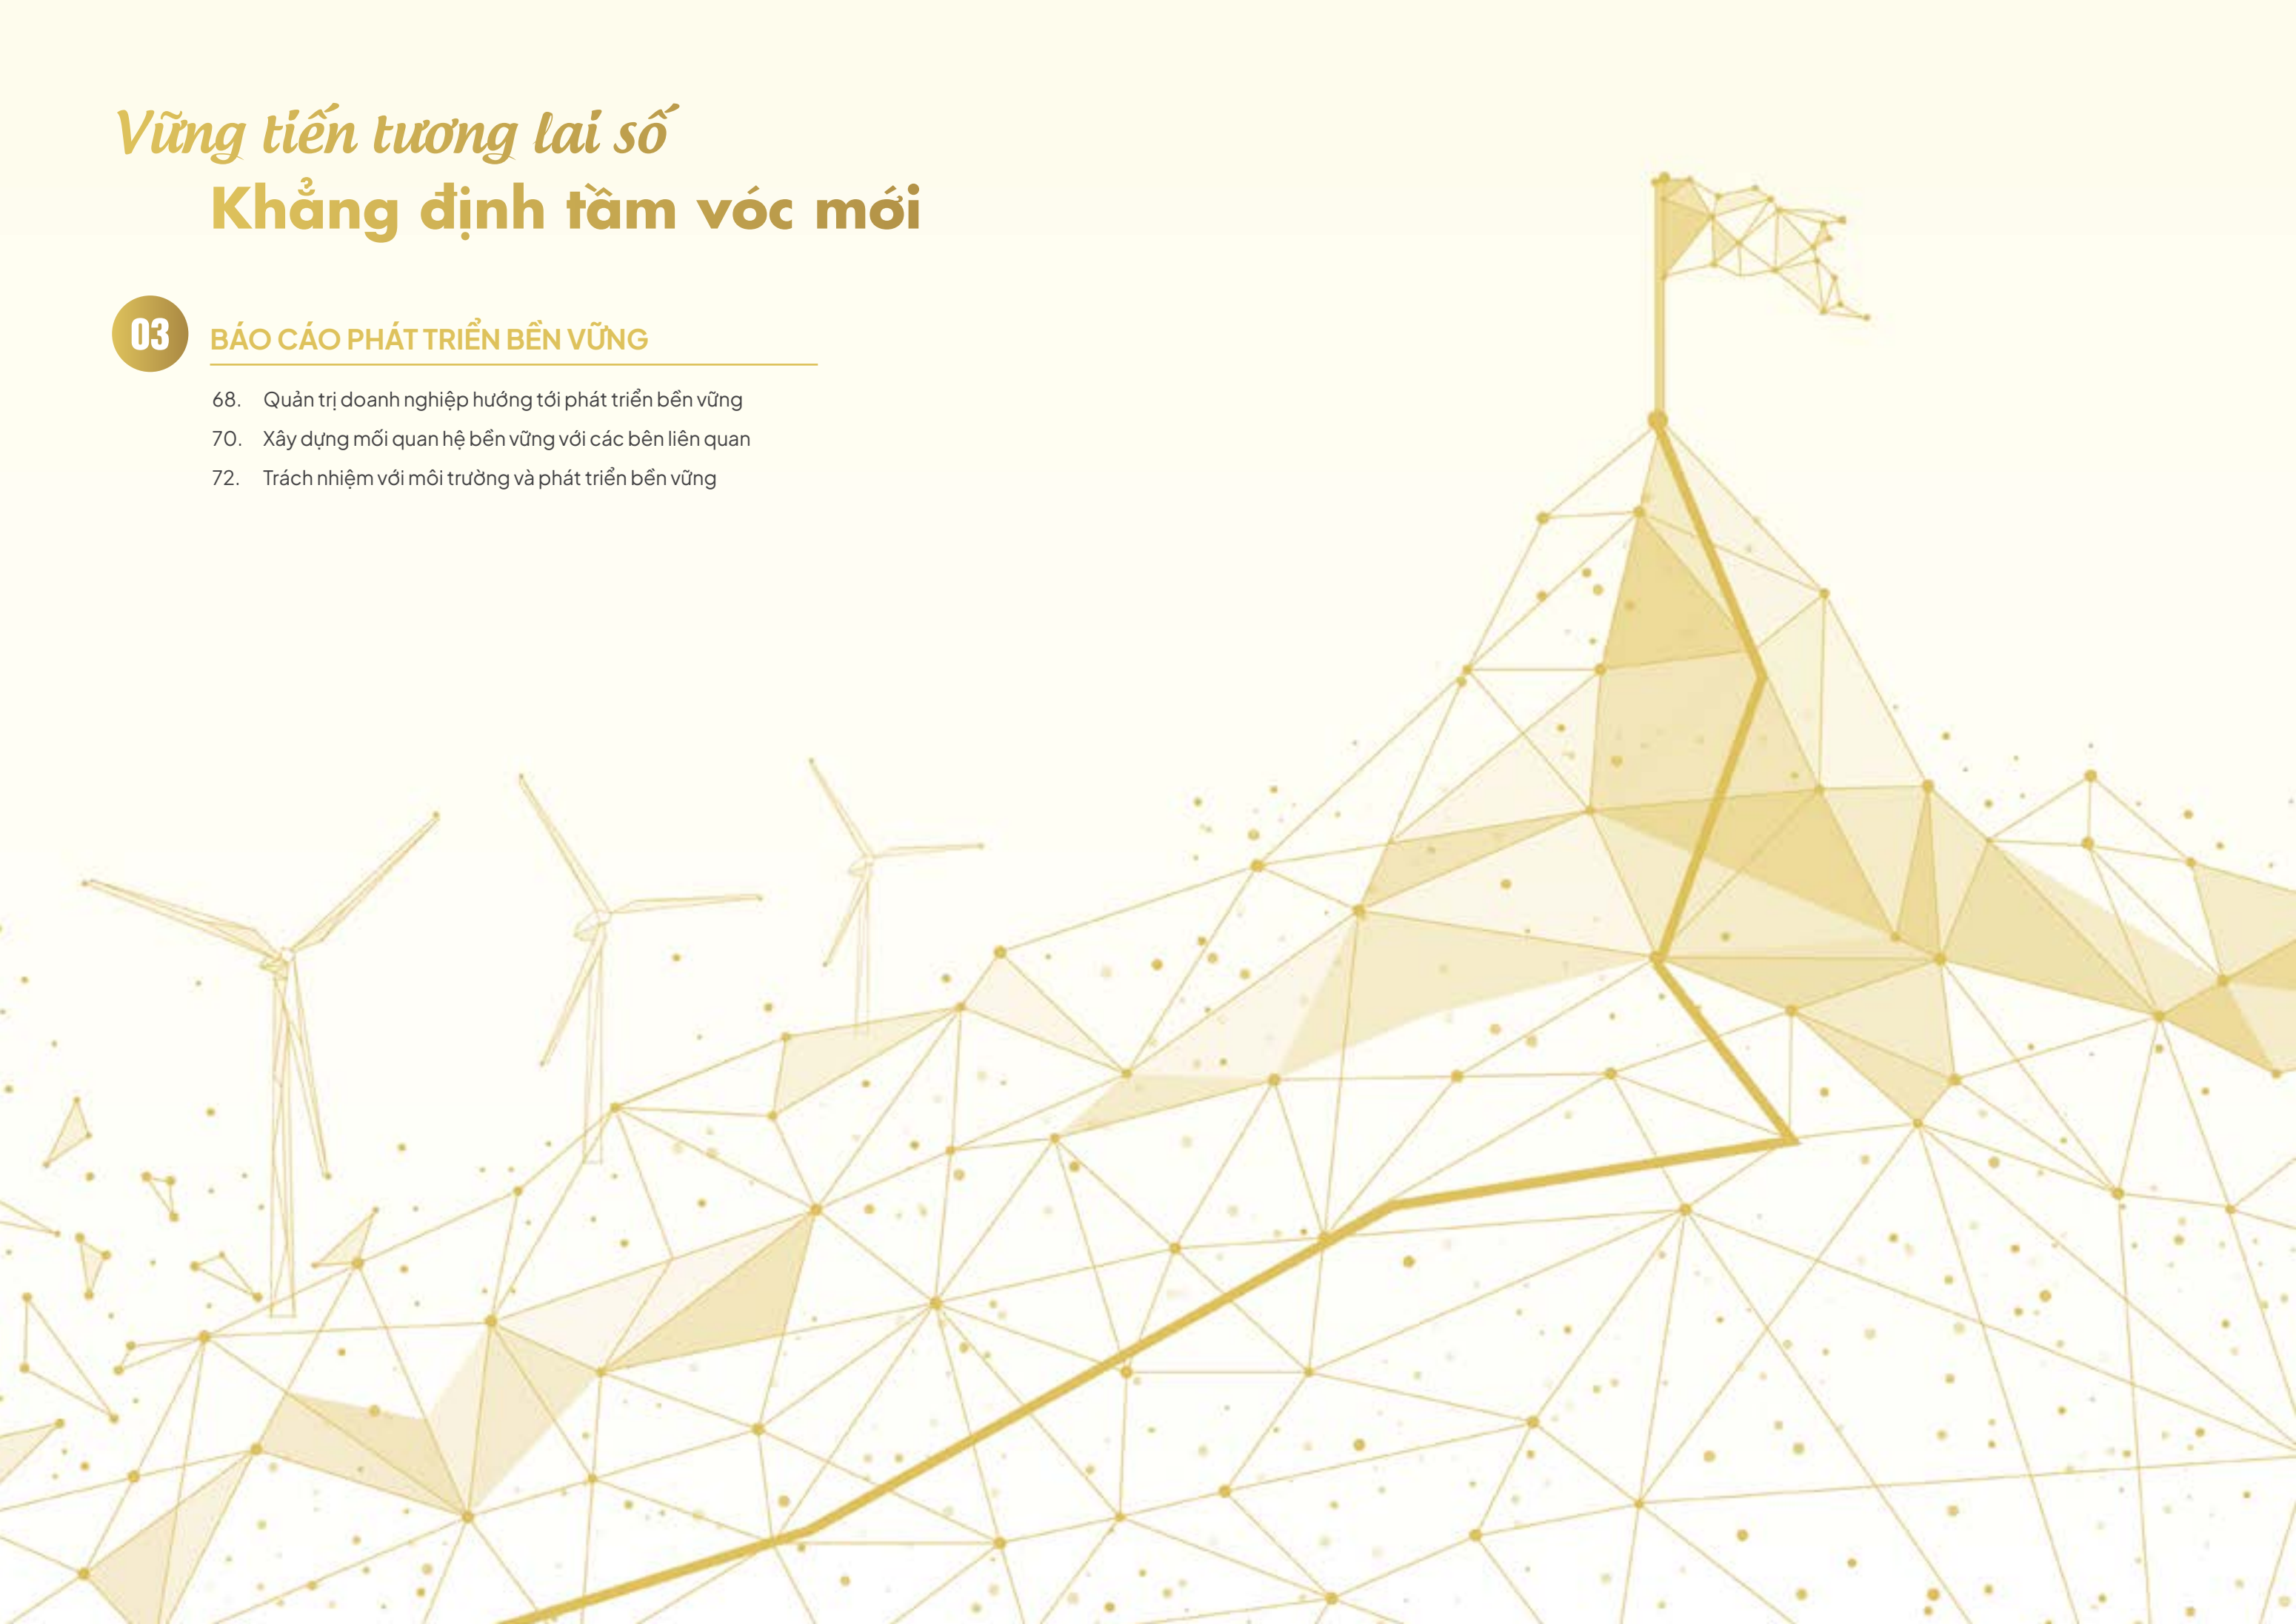 Vững tiến tương lai số
Khẳng định tầm vóc mới
03 BÁO CÁO PHÁT TRIỂN BỀN VỮNG
68. Quản trị doanh nghiệp hướng tới phát triển bền vững
70. Xây dựng mối quan hệ bền vững với các bên liên quan
72. Trách nhiệm với môi trường và phát triển bền vững